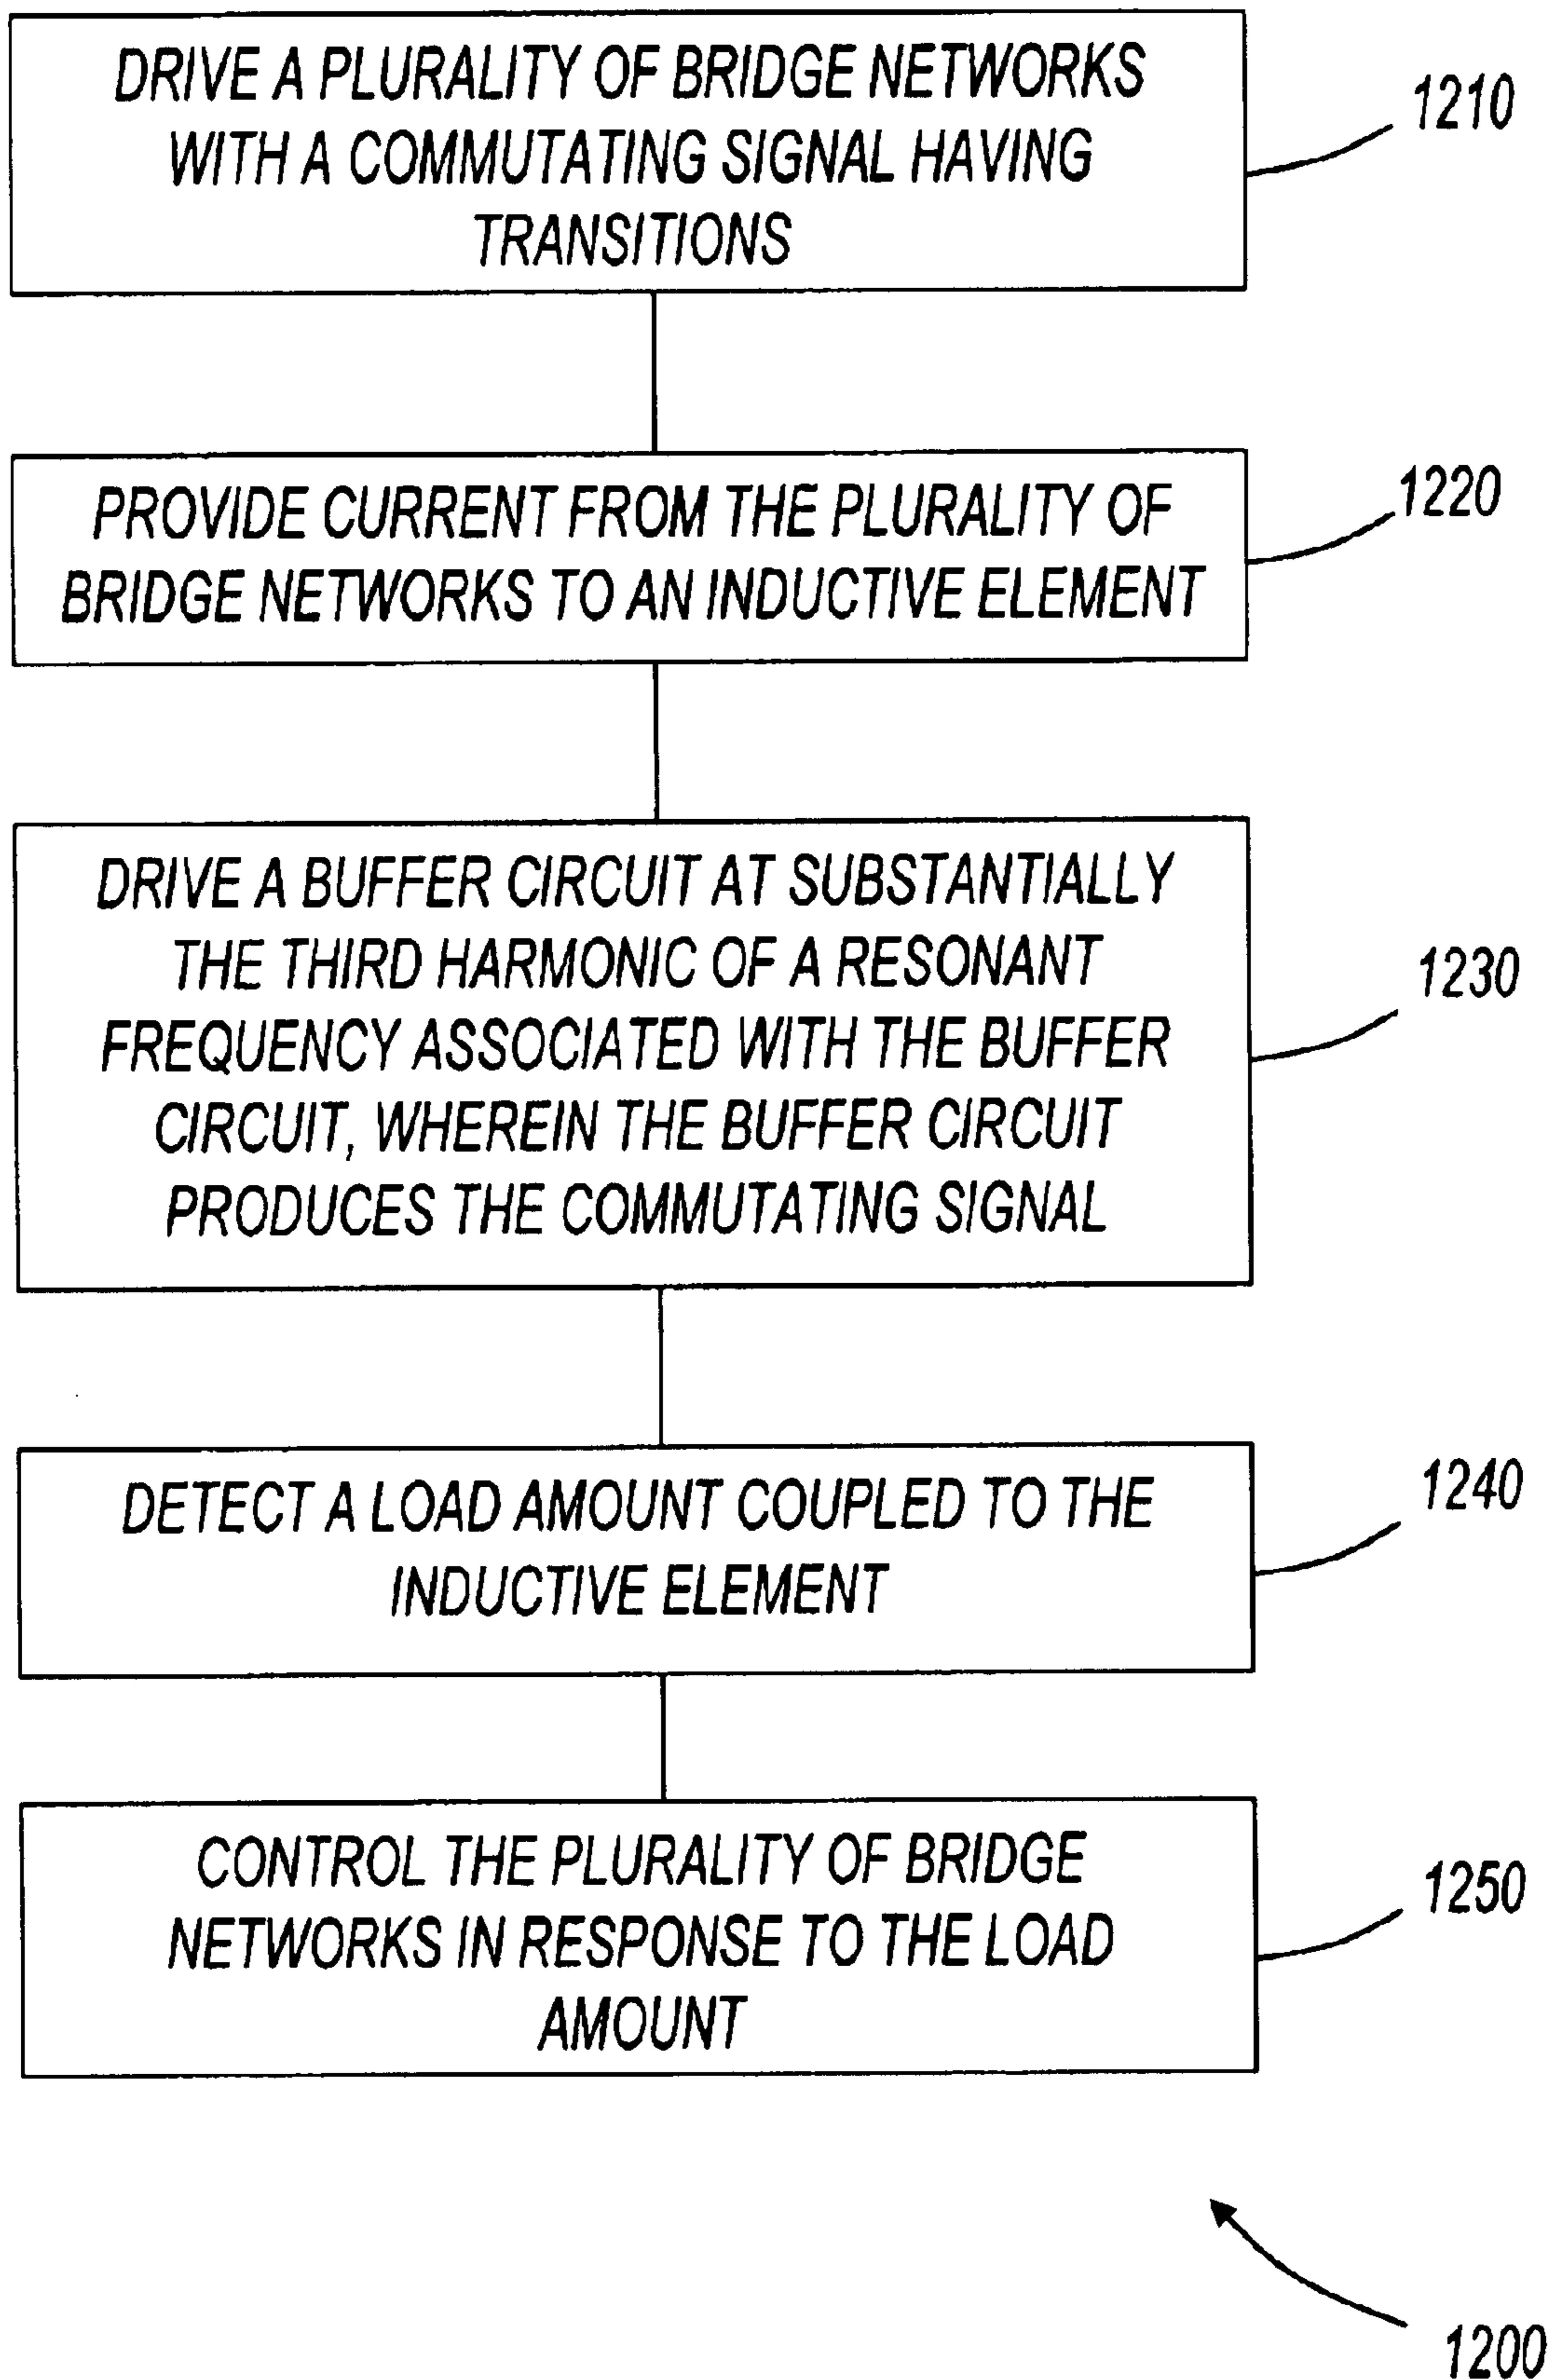 DRIVE A PLURALITY OF BRIDGE NETWORKS
WITH A COMMUTATING SIGNAL HAVING
TRANSITIONS
1210
PROVIDE CURRENT FROM THE PLURALITY OF
BRIDGE NETWORKS TO AN INDUCTIVE ELEMENT
1220
DRIVE A BUFFER CIRCUIT AT SUBSTANTIALLY
THE THIRD HARMONIC OF A RESONANT
FREQUENCY ASSOCIATED WITH THE BUFFER
CIRCUIT, WHEREIN THE BUFFER CIRCUIT
PRODUCES THE COMMUTATING SIGNAL
1230
DETECT A LOAD AMOUNT COUPLED TO THE
INDUCTIVE ELEMENT
1240
CONTROL THE PLURALITY OF BRIDGE
NETWORKS IN RESPONSE TO THE LOAD
AMOUNT
1250
1200